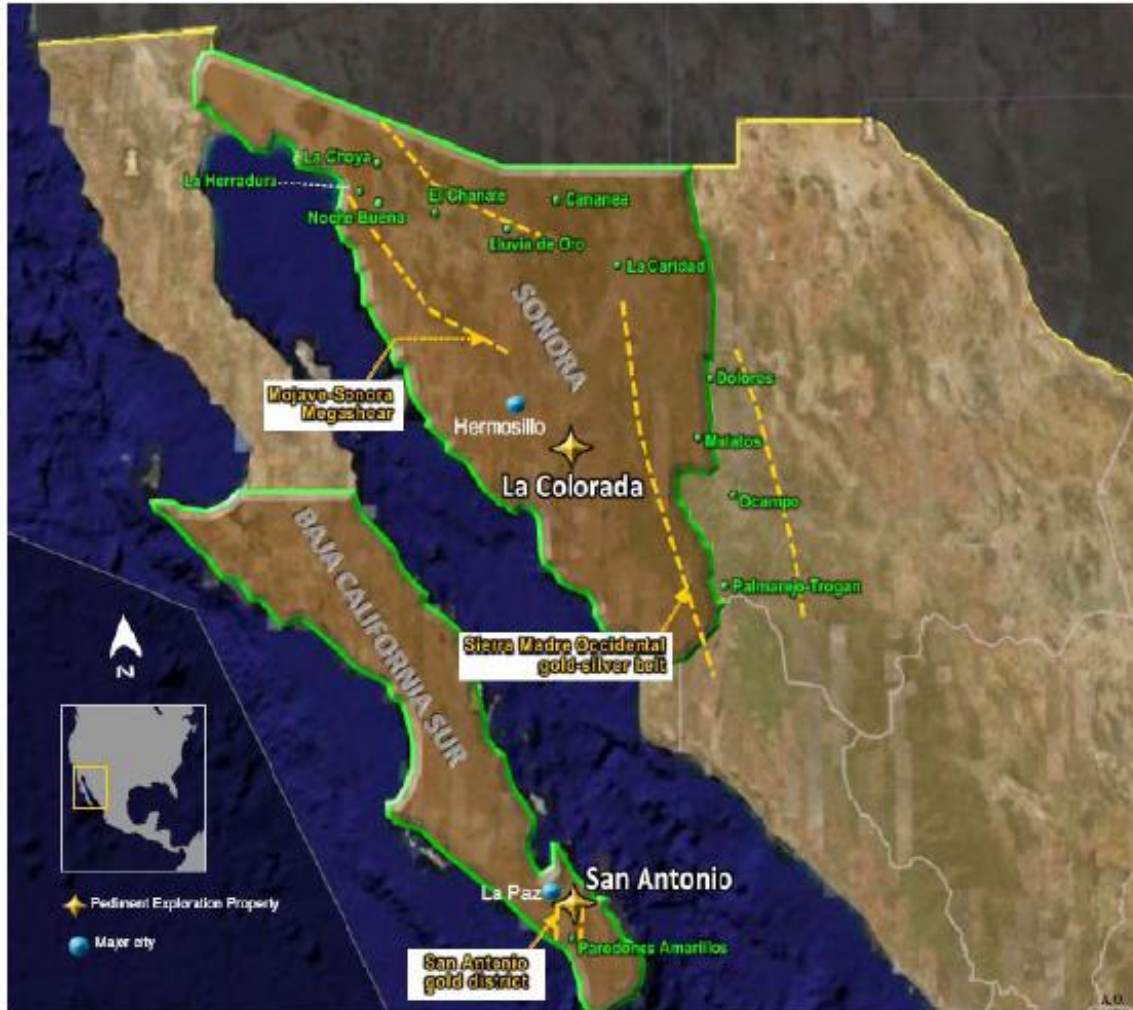 La Choya
La Herradura
El Chanate
Cananea
Noche Buena
Lluvia de Oro
La Caridad
SONORA
Dolores
Mojave-Sonora
Megashear
Hermosillo
Mulatos
La Colorada
Ocampo
BAJA CALIFORNIA SUR
Palmarejo-Trogan
Sierra Madre Occidental
gold-silver belt
N
San Antonio
La Paz
Pediment Exploration Property
Major city
Paredones Amarillos
San Antonio
gold district
A.O.